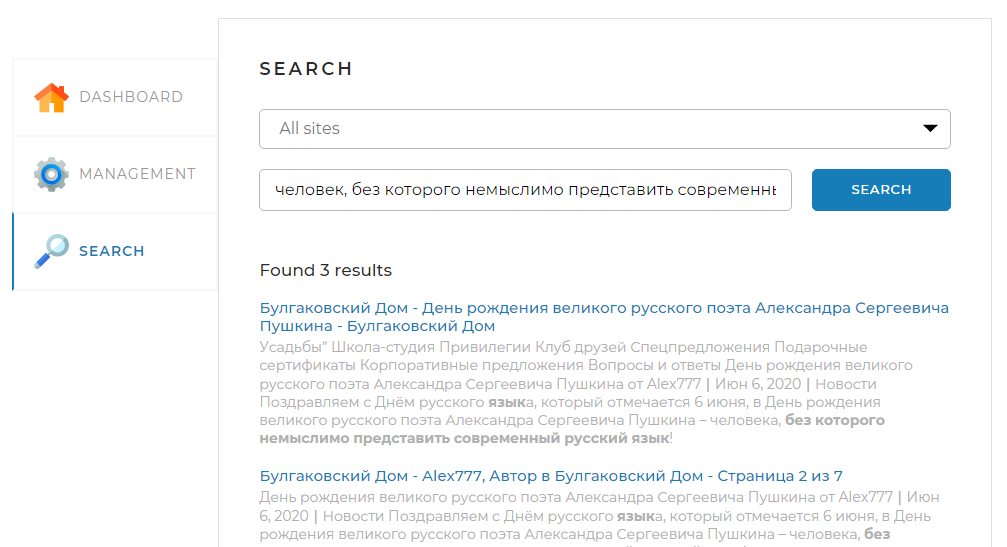 SEARCH
DASHBOARD
MANAGEMENT
SEARCH
All sites
человек, без которого немыслимо представить современнь
SEARCH
Found 3 results
Булгаковский Дом - День рождения великого русского поэта Александра Сергеевича
Пушкина - Булгаковский Дом
Усадьбы” Школа-студия Привилегии Клуб друзей Спецпредложения Подарочные
сертификаты Корпоративные предложения Вопросы и ответы День рождения великого
русского поэта Александра Сергеевича Пушкина от Alex777 | Июн 6, 2020 | Новости
Поздравляем с Днём русского языка, который отмечается 6 июня, в День рождения
великого русского поэта Александра Сергеевича Пушкина – человека, без которого
немыслимо представить современный русский язык!
Булгаковский Дом - Alex777, Автор в Булгаковский Дом - Страница 2 из 7
День рождения великого русского поэта Александра Сергеевича Пушкина от Alex777 | Июн
6, 2020 | Новости Поздравляем с Днём русского языка, который отмечается 6 июня, в День
рождения великого русского поэта Александра Сергеевича Пушкина – человека, без